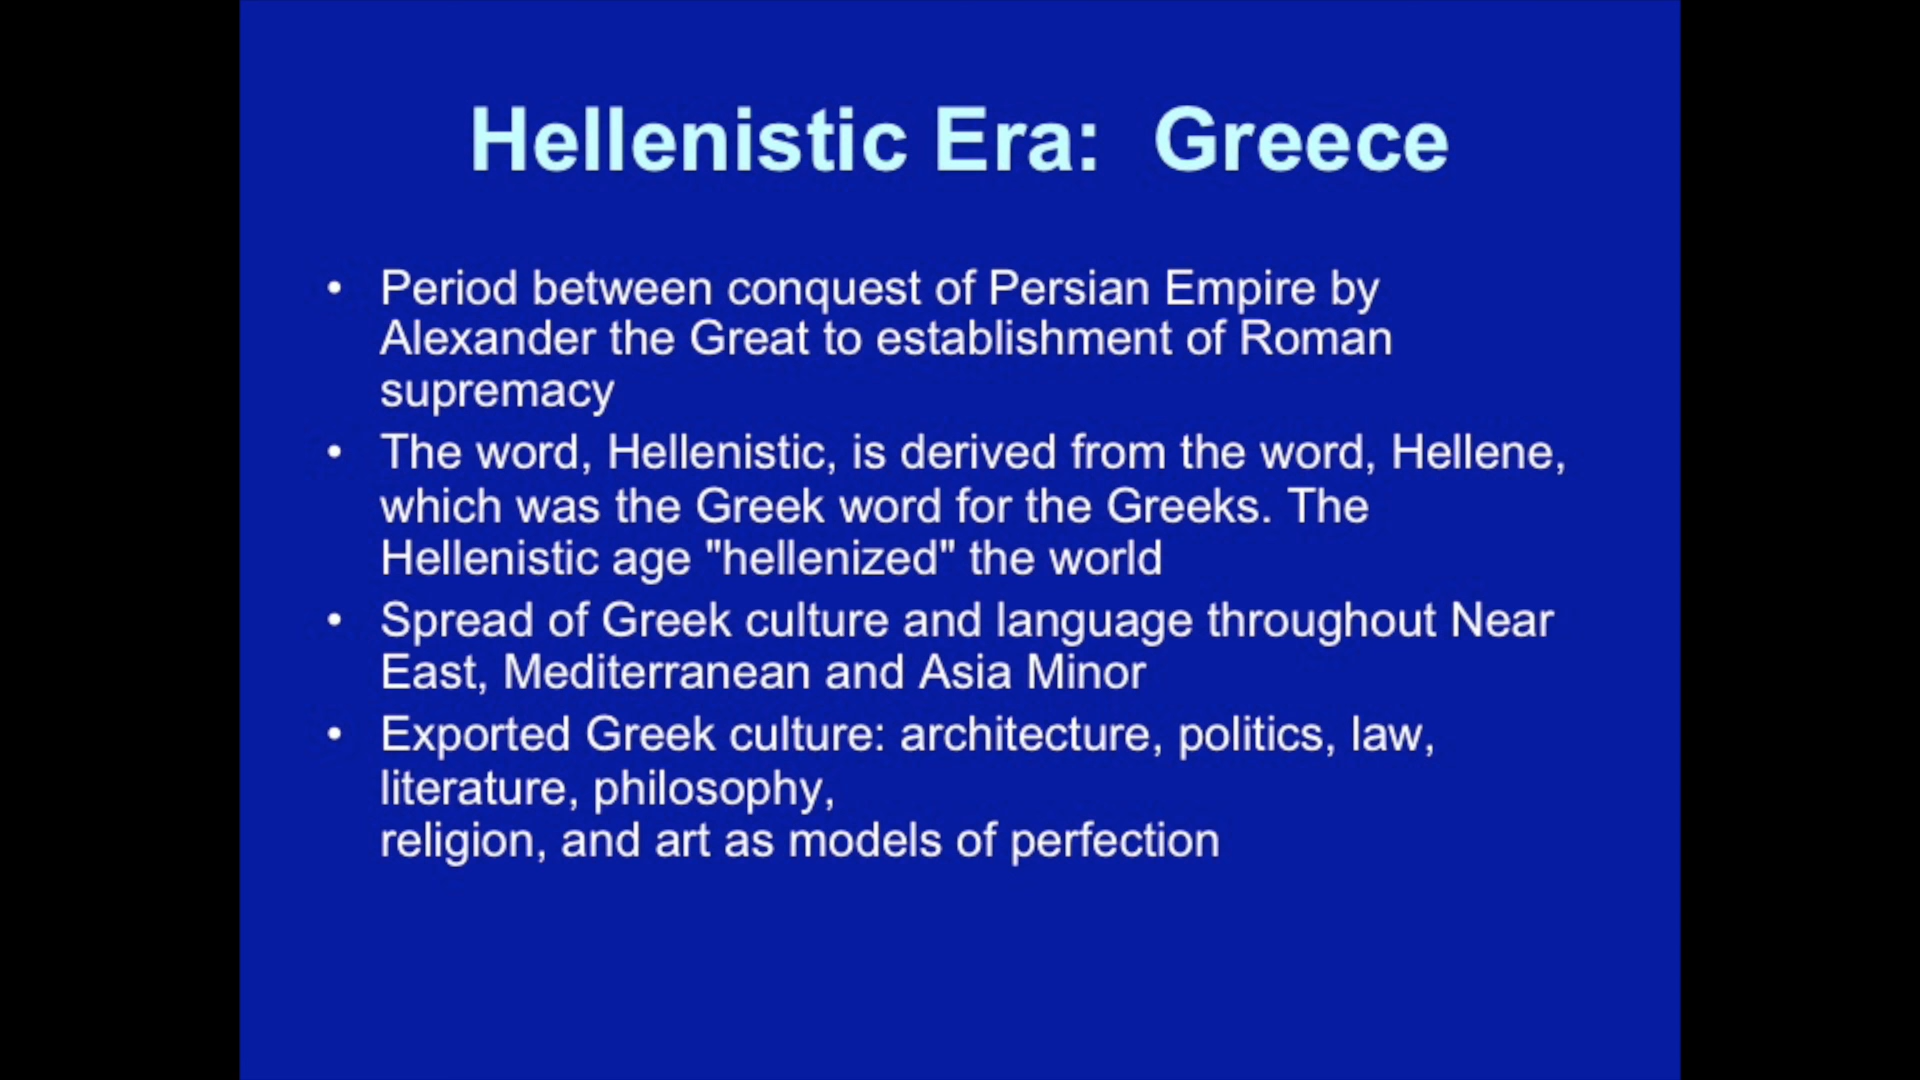 Hellenistic Era:  Greece
• Period between conquest of Persian Empire by
Alexander the Great to establishment of Roman
supremacy
• The word, Hellenistic, is derived from the word, Hellene,
which was the Greek word for the Greeks. The
Hellenistic age "hellenized" the world
• Spread of Greek culture and language throughout Near
East, Mediterranean and Asia Minor
• Exported Greek culture: architecture, politics, law,
literature, philosophy,
religion, and art as models of perfection